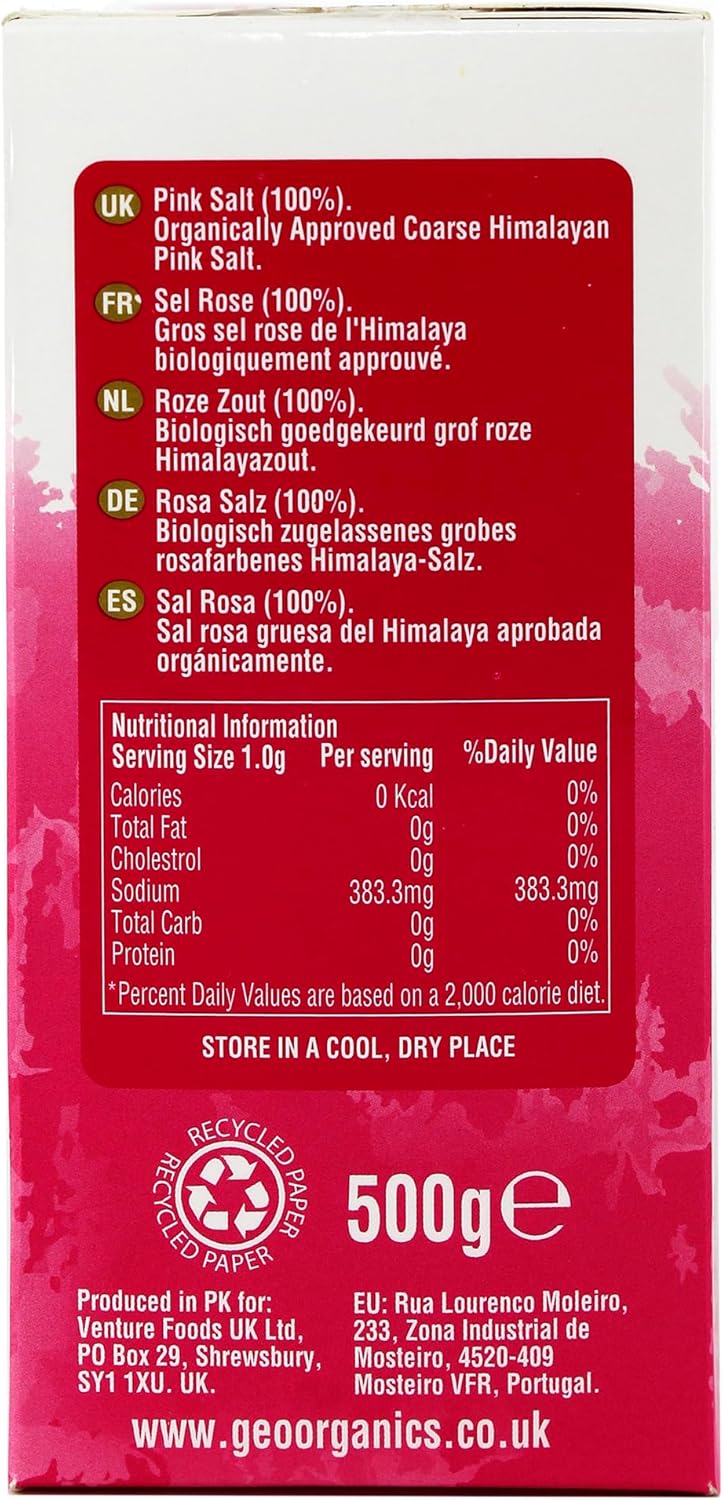 UK Pink Salt (100%).
Organically Approved Coarse Himalayan
Pink Salt.
FR Sel Rose (100%).
Gros sel rose de l'Himalaya
biologiquement approuvé.
NL Roze Zout (100%).
Biologisch goedgekeurd grof roze
Himalayazout.
DE Rosa Salz (100%).
Biologisch zugelassenes grobes
rosafarbenes Himalaya-Salz.
ES Sal Rosa (100%).
Sal rosa gruesa del Himalaya aprobada
orgánicamente.
Nutritional Information
Serving Size 1.0g Per serving %Daily Value
Calories 0 Kcal 0%
Total Fat 0g 0%
Cholestrol 0g 0%
Sodium 383.3mg 383.3mg
Total Carb 0g 0%
Protein 0g 0%
*Percent Daily Values are based on a 2,000 calorie diet.
STORE IN A COOL, DRY PLACE
RECYCLED PAPER
RECYCLED PAPER
500g℮
Produced in PK for:
Venture Foods UK Ltd,
PO Box 29, Shrewsbury,
SY1 1XU. UK.
EU: Rua Lourenco Moleiro,
233, Zona Industrial de
Mosteiro, 4520-409
Mosteiro VFR, Portugal.
www.geoorganics.co.uk